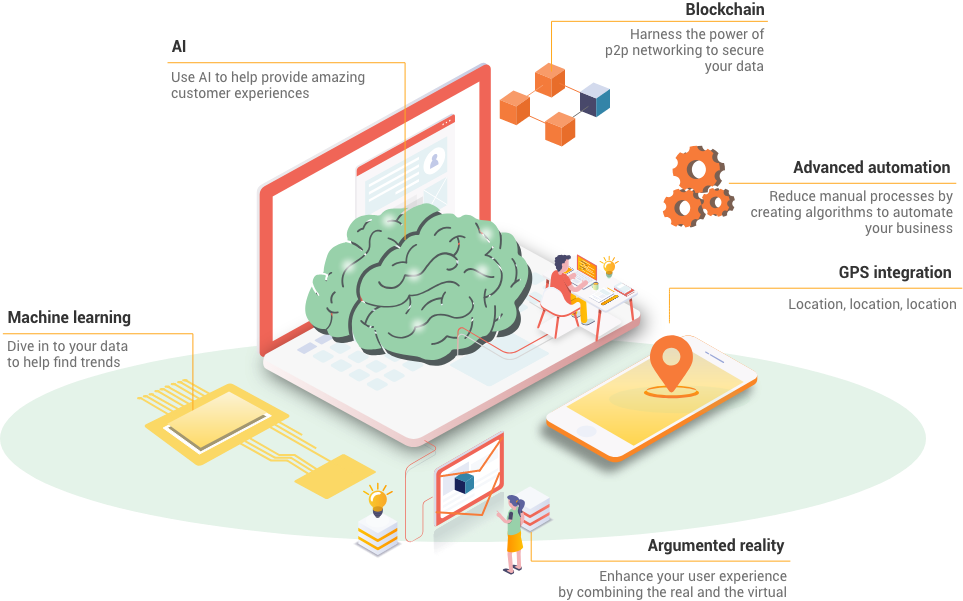 Blockchain
Harness the power of
p2p networking to secure
your data
AI
Use AI to help provide amazing
customer experiences
Advanced automation
Reduce manual processes by
creating algorithms to automate
your business
GPS integration
Location, location, location
Machine learning
Dive in to your data
to help find trends
Argumented reality
Enhance your user experience
by combining the real and the virtual